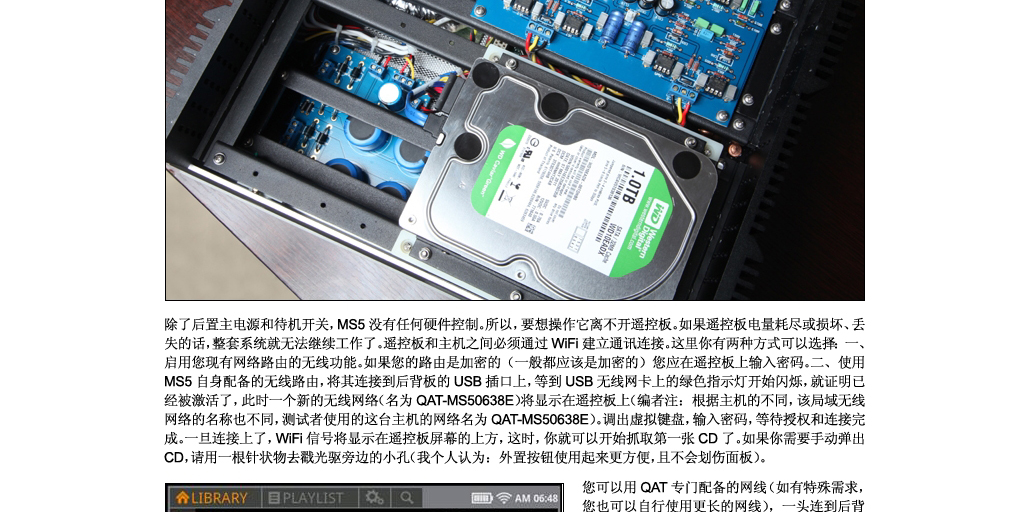 WD Caviar Green
1.0TB
WD Western Digital
www.westerndigital.com
除了后置主电源和待机开关，MS5 没有任何硬件控制。所以，要想操作它离不开遥控板。如果遥控板电量耗尽或损坏、丢
失的话，整套系统就无法继续工作了。遥控板和主机之间必须通过 WiFi 建立通讯连接。这里你有两种方式可以选择：一、
启用您现有网络路由的无线功能。如果您的路由是加密的（一般都应该是加密的）您应在遥控板上输入密码。二、使用
MS5 自身配备的无线路由，将其连接到后背板的 USB 插口上，等到 USB 无线网卡上的绿色指示灯开始闪烁，就证明已
经被激活了，此时一个新的无线网络（名为 QAT-MS50638E）将显示在遥控板上（编者注：根据主机的不同，该局域无线
网络的名称也不同，测试者使用的这台主机的网络名为 QAT-MS50638E）。调出虚拟键盘，输入密码，等待授权和连接完
成。一旦连接上了，WiFi 信号将显示在遥控板屏幕的上方，这时，你就可以开始抓取第一张 CD 了。如果你需要手动弹出
CD，请用一根针状物去戳光驱旁边的小孔（我个人认为：外置按钮使用起来更方便，且不会划伤面板）。
LIBRARY PLAYLIST AM 06:48
您可以用 QAT 专门配备的网线（如有特殊需求，
您也可以自行使用更长的网线），一头连到后背